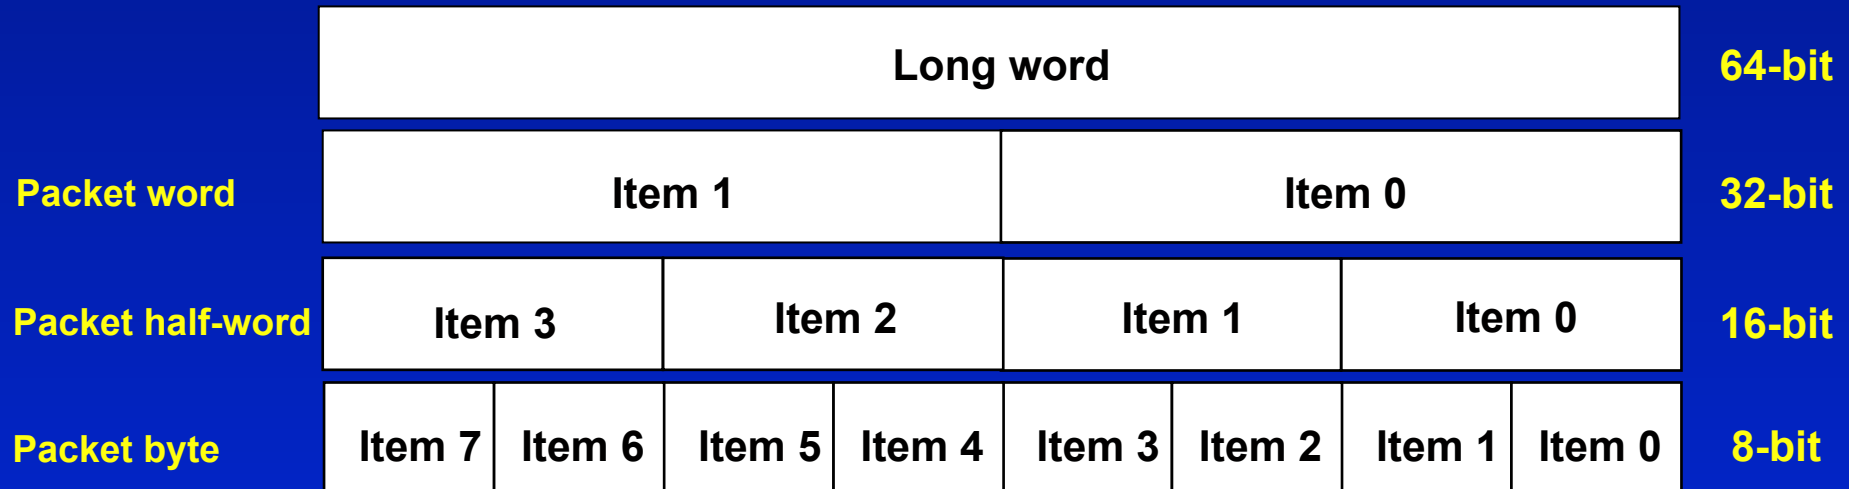 Long word 64-bit
Packet word Item 1 Item 0 32-bit
Packet half-word Item 3 Item 2 Item 1 Item 0 16-bit
Packet byte Item 7 Item 6 Item 5 Item 4 Item 3 Item 2 Item 1 Item 0 8-bit